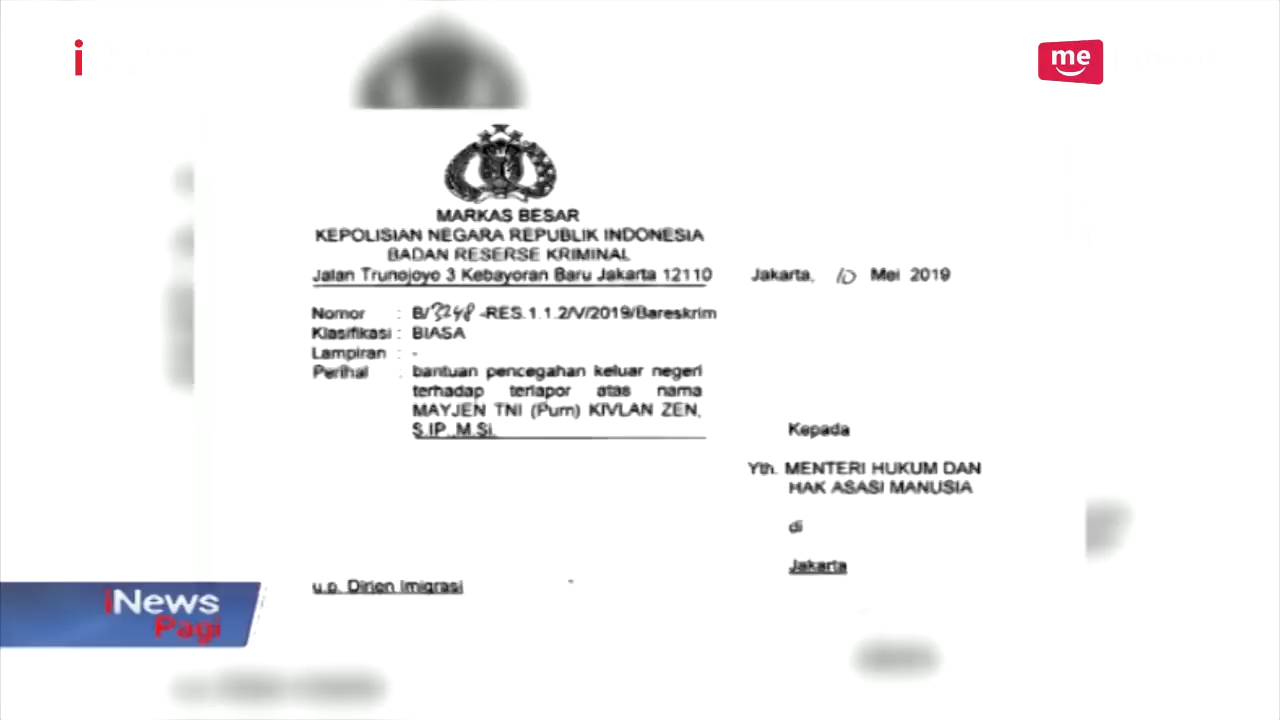 i
me
MARKAS BESAR
KEPOLISIAN NEGARA REPUBLIK INDONESIA
BADAN RESERSE KRIMINAL
Jalan Trunojoyo 3 Kebayoran Baru Jakarta 12110
Jakarta, 10 Mei 2019
Nomor : B/3248-RES.1.1.2/V/2019/Bareskrim
Klasifikasi : BIASA
Lampiran : -
Perihal : bantuan pencegahan keluar negeri
terhadap terlapor atas nama
MAYJEN TNI (Purn) KIVLAN ZEN,
S.IP.,M.Si.
Kepada
Yth. MENTERI HUKUM DAN
HAK ASASI MANUSIA
di
Jakarta
u.p. Dirjen Imigrasi
iNews
Pagi